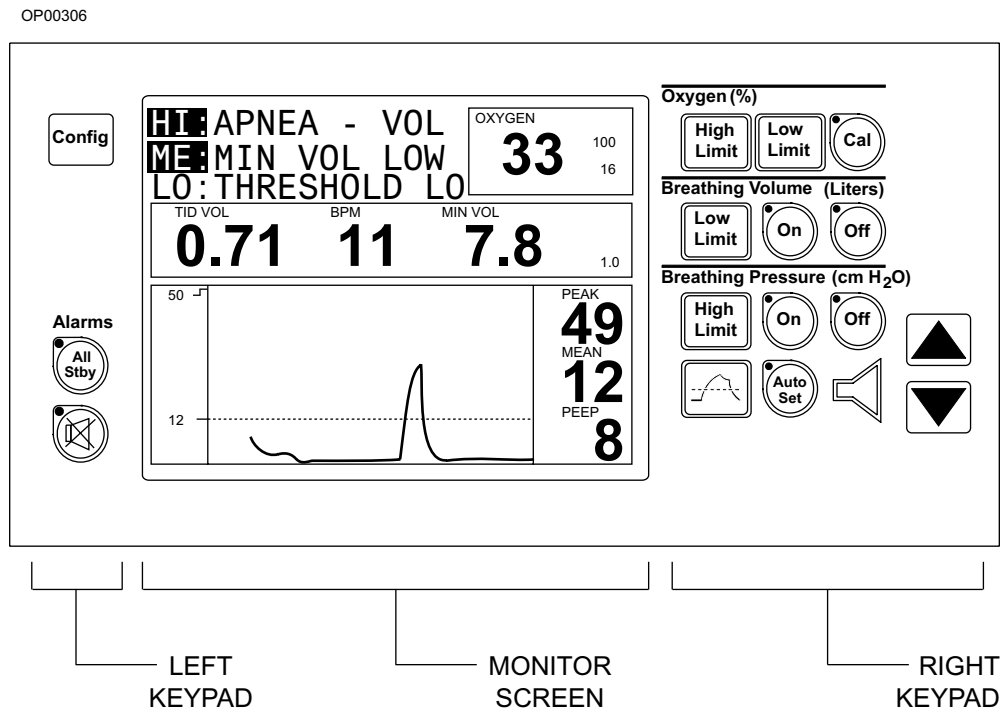 OP00306
Config
Alarms
All
Stby
HI:APNEA - VOL
ME:MIN VOL LOW
LO:THRESHOLD LO
OXYGEN
33
100
16
TID VOL
0.71
BPM
11
MIN VOL
7.8
1.0
50
12
PEAK
49
MEAN
12
PEEP
8
Oxygen (%)
High
Limit
Low
Limit
Cal
Breathing Volume (Liters)
Low
Limit
On
Off
Breathing Pressure (cm H2O)
High
Limit
On
Off
Auto
Set
LEFT
KEYPAD
MONITOR
SCREEN
RIGHT
KEYPAD